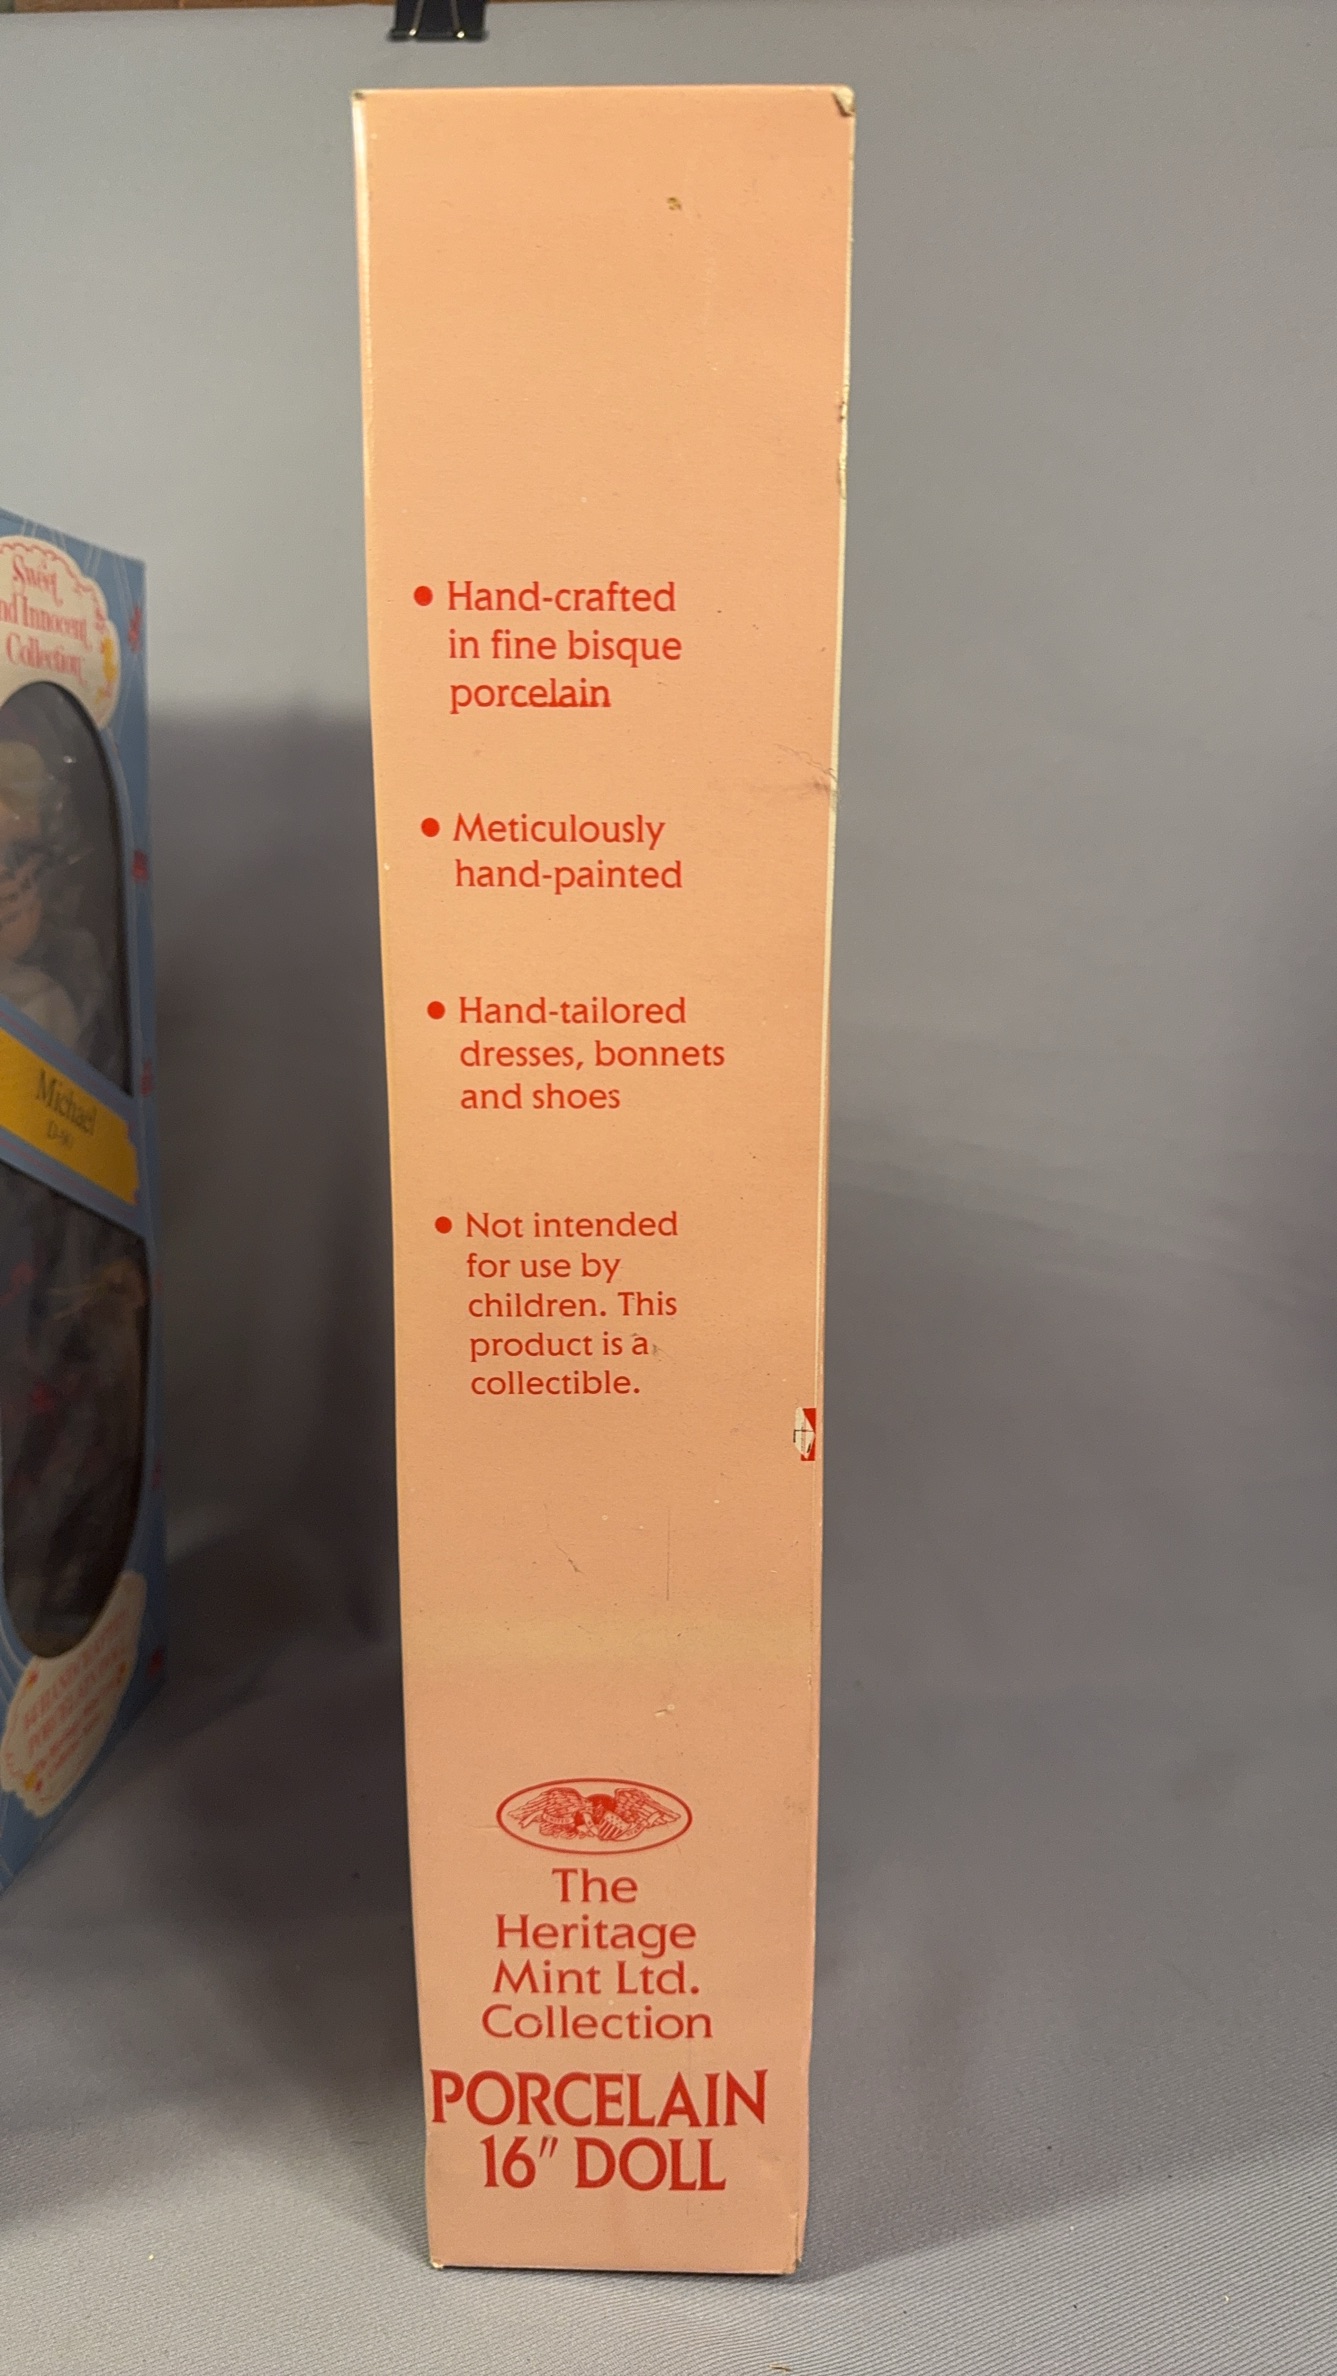 • Hand-crafted
in fine bisque
porcelain
• Meticulously
hand-painted
• Hand-tailored
dresses, bonnets
and shoes
• Not intended
for use by
children. This
product is a
collectible.
The
Heritage
Mint Ltd.
Collection
PORCELAIN
16" DOLL
Sweet
nd Innocent
Collection
Michael